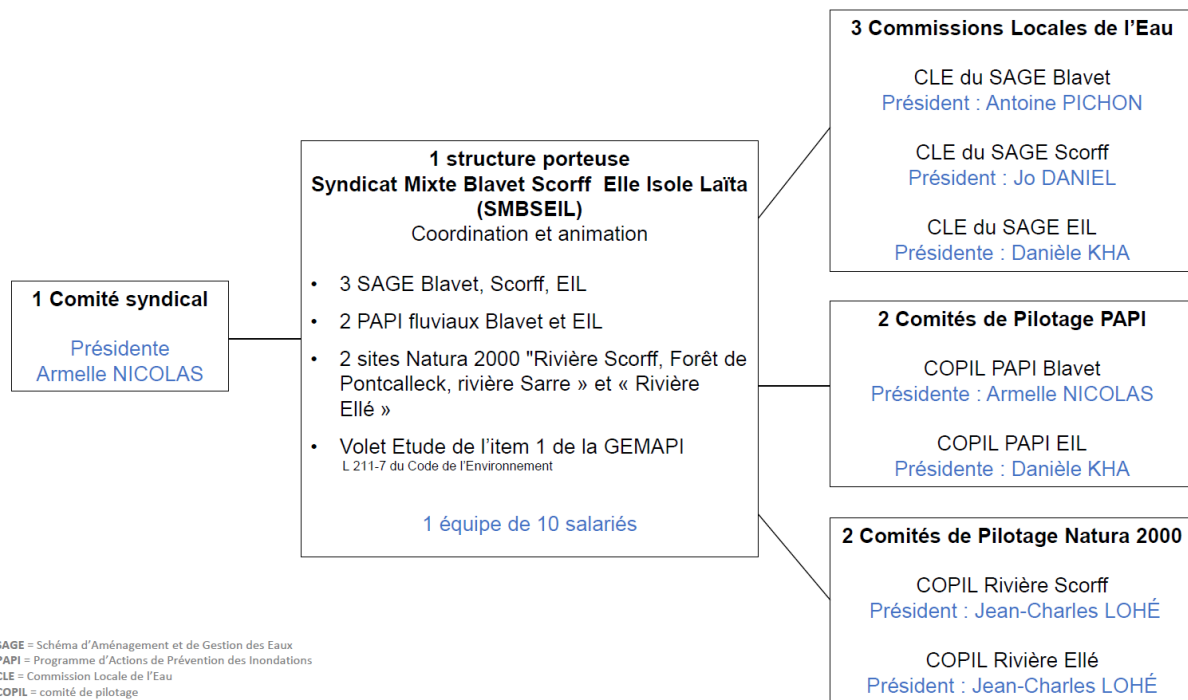 1 Comité syndical
Présidente
Armelle NICOLAS
1 structure porteuse
Syndicat Mixte Blavet Scorff Elle Isole Laïta
(SMBSEIL)
Coordination et animation
• 3 SAGE Blavet, Scorff, EIL
• 2 PAPI fluviaux Blavet et EIL
• 2 sites Natura 2000 "Rivière Scorff, Forêt de
Pontcalleck, rivière Sarre » et « Rivière
Ellé »
• Volet Etude de l'item 1 de la GEMAPI
L 211-7 du Code de l'Environnement
1 équipe de 10 salariés
3 Commissions Locales de l'Eau
CLE du SAGE Blavet
Président : Antoine PICHON
CLE du SAGE Scorff
Président : Jo DANIEL
CLE du SAGE EIL
Présidente : Danièle KHA
2 Comités de Pilotage PAPI
COPIL PAPI Blavet
Présidente : Armelle NICOLAS
COPIL PAPI EIL
Présidente : Danièle KHA
2 Comités de Pilotage Natura 2000
COPIL Rivière Scorff
Président : Jean-Charles LOHÉ
COPIL Rivière Ellé
Président : Jean-Charles LOHÉ
SAGE = Schéma d'Aménagement et de Gestion des Eaux
PAPI = Programme d'Actions de Prévention des Inondations
CLE = Commission Locale de l'Eau
COPIL = comité de pilotage